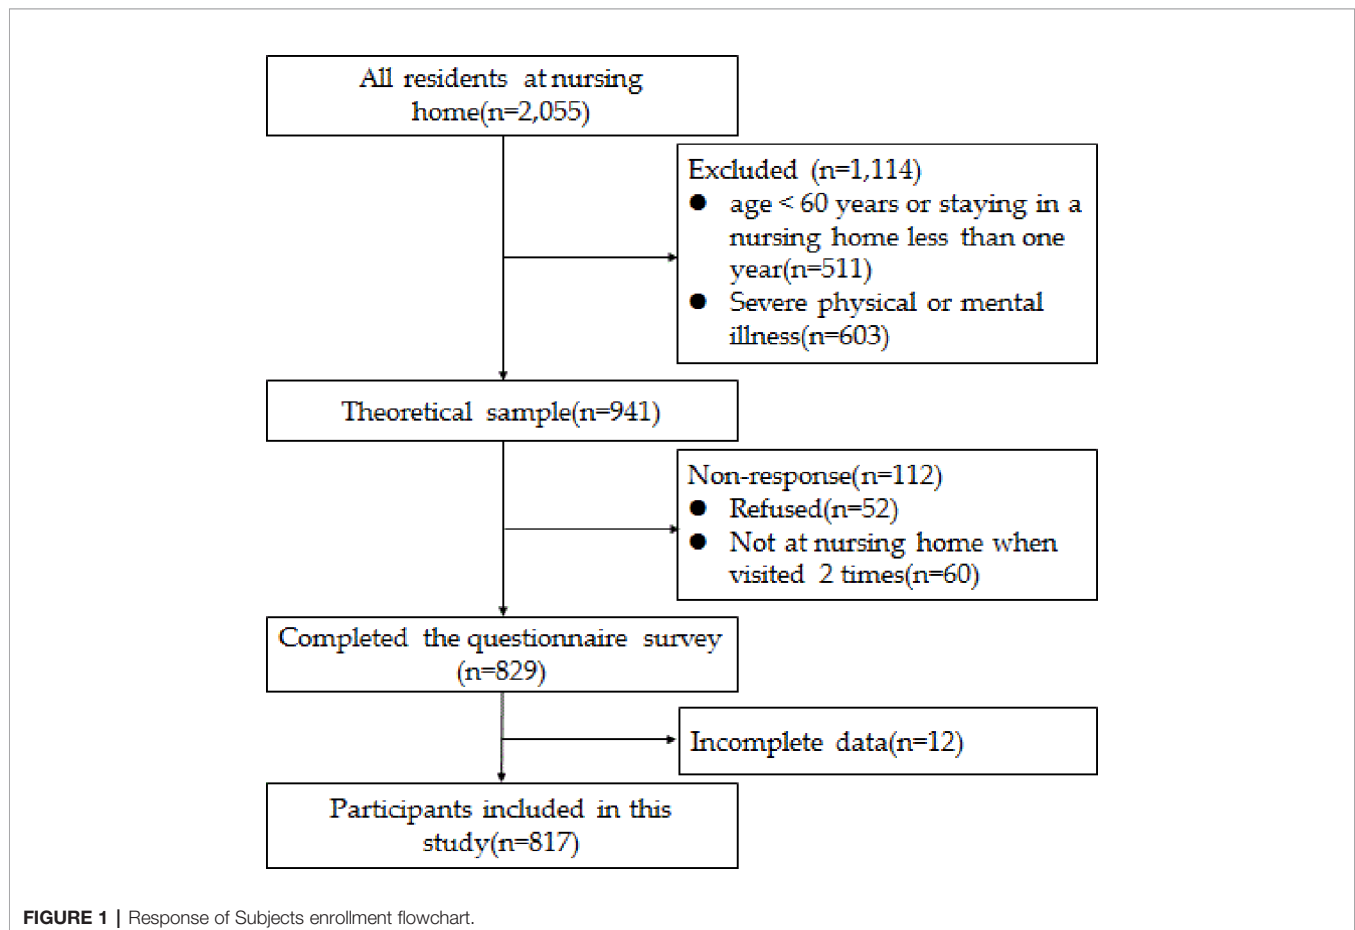 All residents at nursing
home(n=2,055)
Excluded (n=1,114)
● age < 60 years or staying in a
nursing home less than one
year(n=511)
● Severe physical or mental
illness(n=603)
Theoretical sample(n=941)
Non-response(n=112)
● Refused(n=52)
● Not at nursing home when
visited 2 times(n=60)
Completed the questionnaire survey
(n=829)
Incomplete data(n=12)
Participants included in this
study(n=817)
FIGURE 1 | Response of Subjects enrollment flowchart.